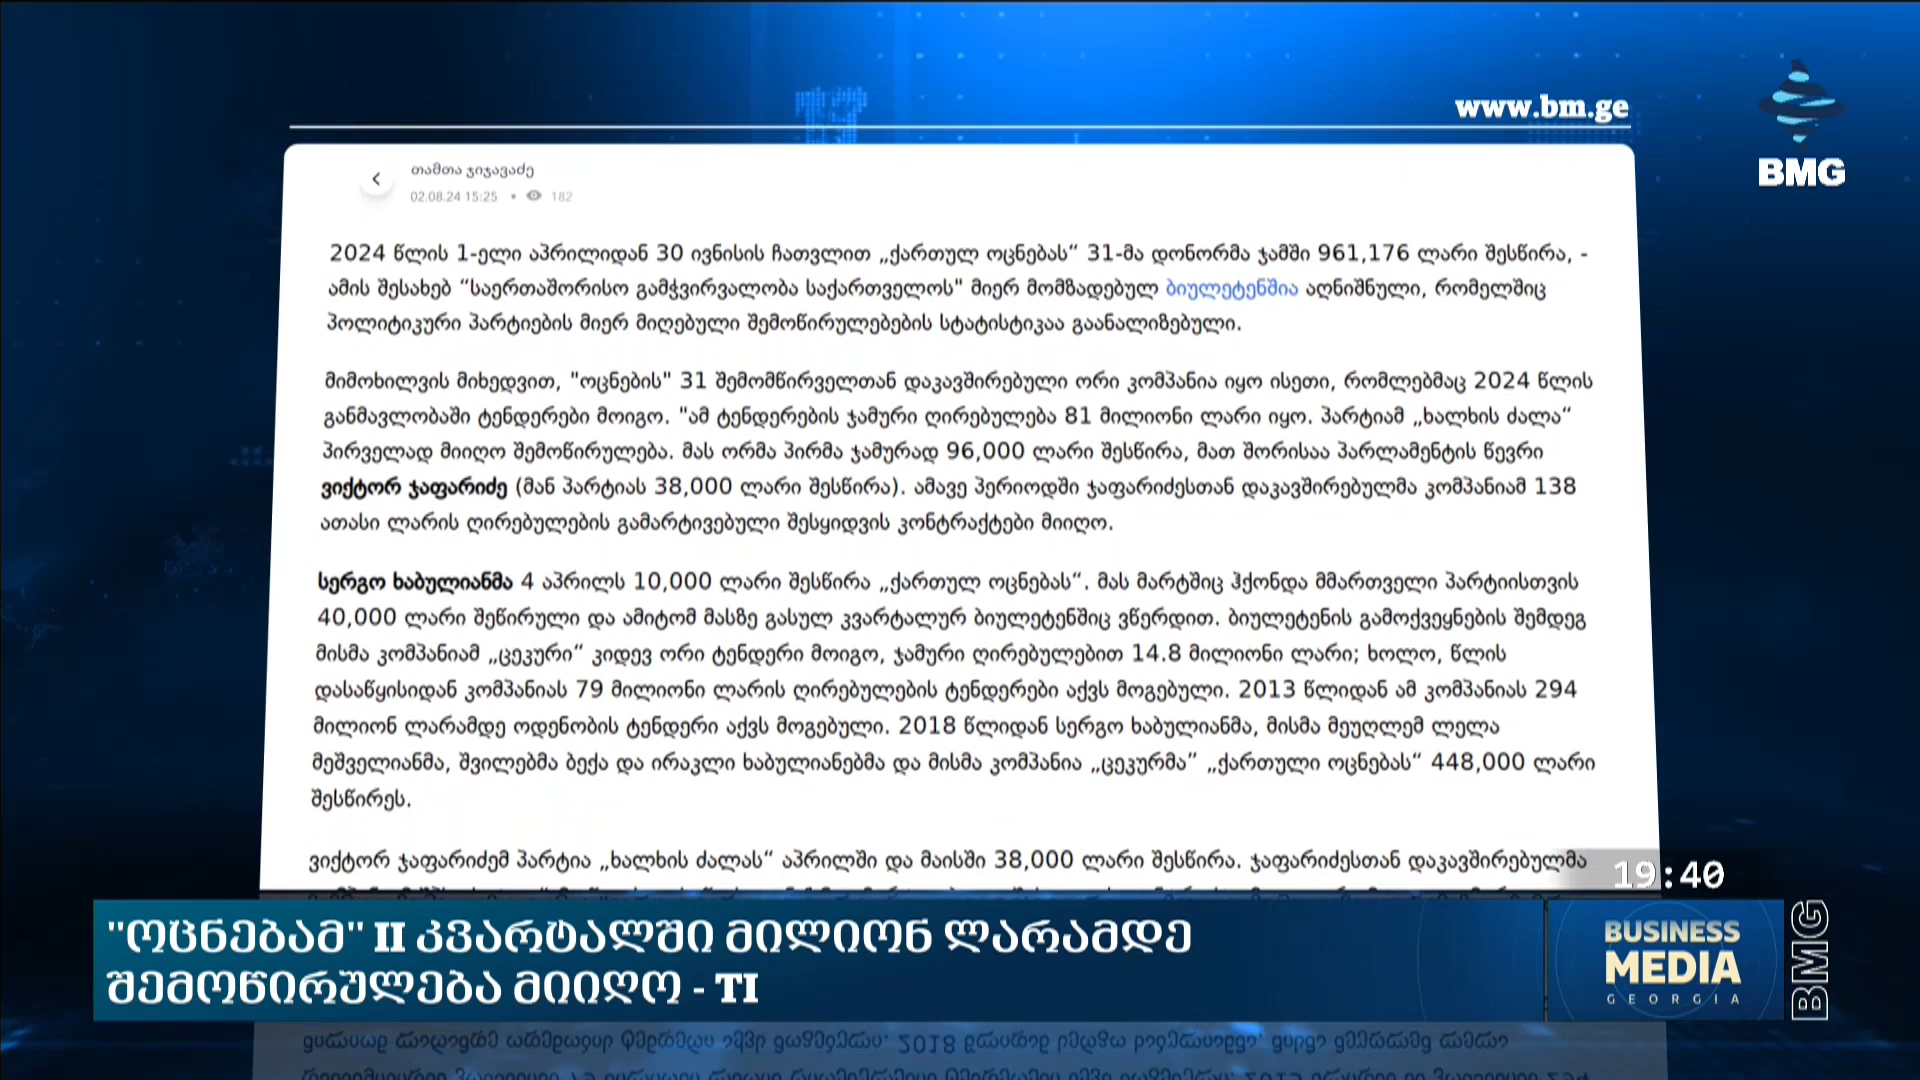 www.bm.ge
BMG
თამთა ჯიჯავაძე
02.08.24 15:25 • 182
2024 წლის 1-ელი აპრილიდან 30 ივნისის ჩათვლით „ქართულ ოცნებას“ 31-მა დონორმა ჯამში 961,176 ლარი შესწირა, -
ამის შესახებ “საერთაშორისო გამჭვირვალობა საქართველოს" მიერ მომზადებულ ბიულეტენშია აღნიშნული, რომელშიც
პოლიტიკური პარტიების მიერ მიღებული შემოწირულებების სტატისტიკაა გაანალიზებული.
მიმოხილვის მიხედვით, "ოცნების" 31 შემომწირველთან დაკავშირებული ორი კომპანია იყო ისეთი, რომლებმაც 2024 წლის
განმავლობაში ტენდერები მოიგო. "ამ ტენდერების ჯამური ღირებულება 81 მილიონი ლარი იყო. პარტიამ „ხალხის ძალა“
პირველად მიიღო შემოწირულება. მას ორმა პირმა ჯამურად 96,000 ლარი შესწირა, მათ შორისაა პარლამენტის წევრი
ვიქტორ ჯაფარიძე (მან პარტიას 38,000 ლარი შესწირა). ამავე პერიოდში ჯაფარიძესთან დაკავშირებულმა კომპანიამ 138
ათასი ლარის ღირებულების გამარტივებული შესყიდვის კონტრაქტები მიიღო.
სერგო ხაბულიანმა 4 აპრილს 10,000 ლარი შესწირა „ქართულ ოცნებას“. მას მარტშიც ჰქონდა მმართველი პარტიისთვის
40,000 ლარი შეწირული და ამიტომ მასზე გასულ კვარტალურ ბიულეტენშიც ვწერდით. ბიულეტენის გამოქვეყნების შემდეგ
მისმა კომპანიამ „ცეკური“ კიდევ ორი ტენდერი მოიგო, ჯამური ღირებულებით 14.8 მილიონი ლარი; ხოლო, წლის
დასაწყისიდან კომპანიას 79 მილიონი ლარის ღირებულების ტენდერები აქვს მოგებული. 2013 წლიდან ამ კომპანიას 294
მილიონ ლარამდე ოდენობის ტენდერი აქვს მოგებული. 2018 წლიდან სერგო ხაბულიანმა, მისმა მეუღლემ ლელა
მეშველიანმა, შვილებმა ბექა და ირაკლი ხაბულიანებმა და მისმა კომპანია „ცეკურმა” „ქართული ოცნებას“ 448,000 ლარი
შესწირეს.
ვიქტორ ჯაფარიძემ პარტია „ხალხის ძალას“ აპრილში და მაისში 38,000 ლარი შესწირა. ჯაფარიძესთან დაკავშირებულმა
19:40
"ოცნებამ" II კვარტალში მილიონ ლარამდე
შემოწირულება მიიღო - TI
BUSINESS
MEDIA
GEORGIA
BMG